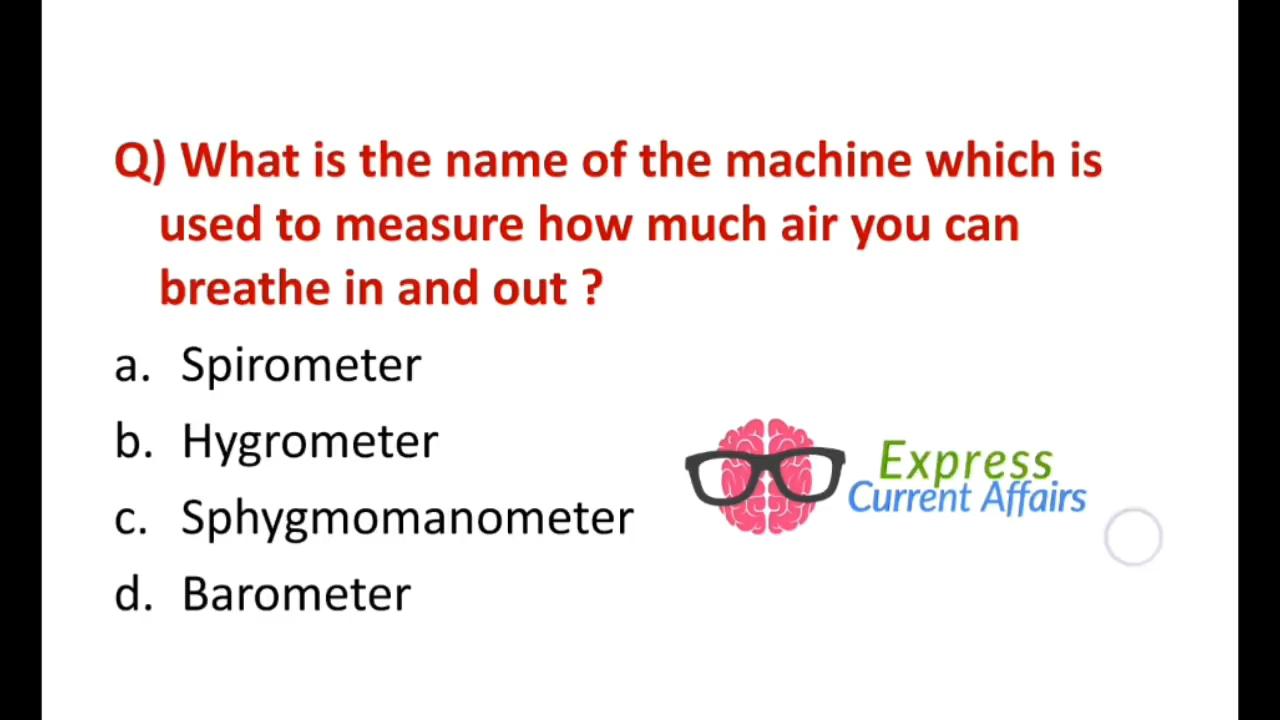 Q) What is the name of the machine which is
used to measure how much air you can
breathe in and out ?
a. Spirometer
b. Hygrometer
c. Sphygmomanometer
d. Barometer
Express
Current Affairs